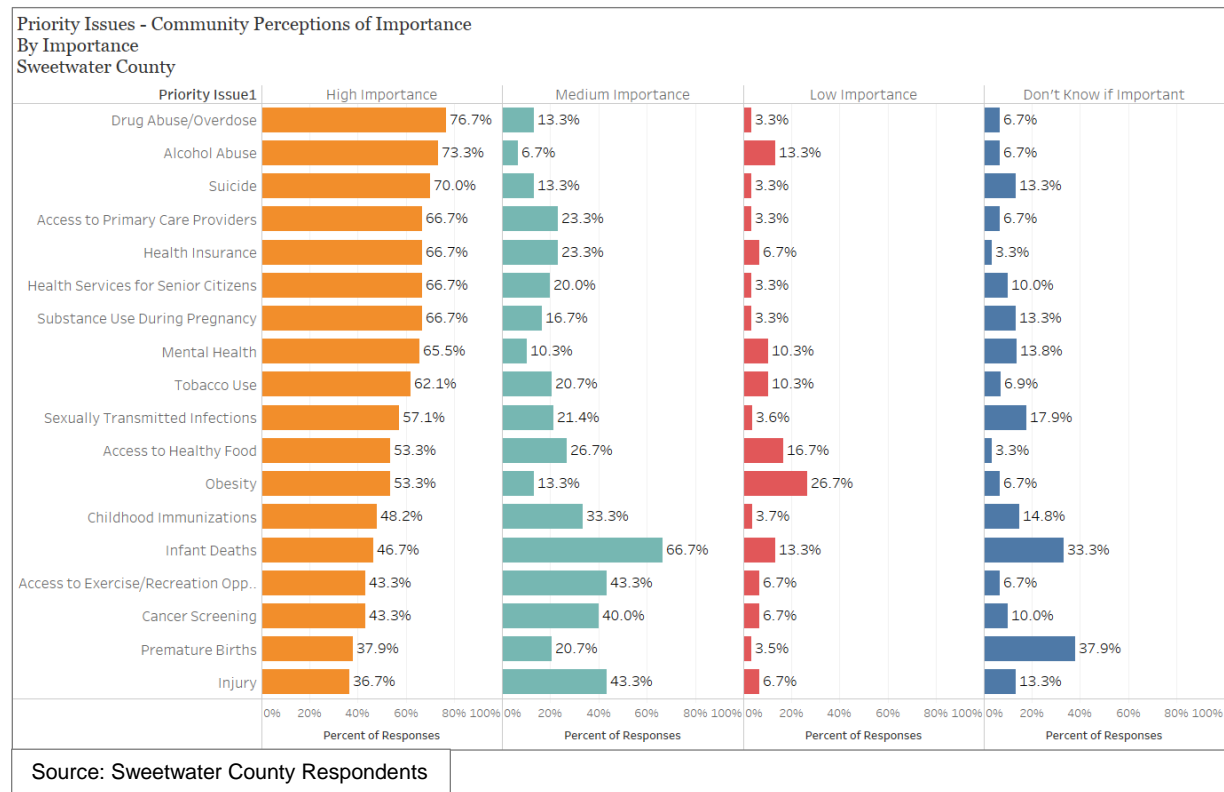 Priority Issues - Community Perceptions of Importance
By Importance
Sweetwater County
Priority Issue1 High Importance Medium Importance Low Importance Don't Know if Important
Drug Abuse/Overdose 76.7% 13.3% 3.3% 6.7%
Alcohol Abuse 73.3% 6.7% 13.3% 6.7%
Suicide 70.0% 13.3% 3.3% 13.3%
Access to Primary Care Providers 66.7% 23.3% 3.3% 6.7%
Health Insurance 66.7% 23.3% 6.7% 3.3%
Health Services for Senior Citizens 66.7% 20.0% 3.3% 10.0%
Substance Use During Pregnancy 66.7% 16.7% 3.3% 13.3%
Mental Health 65.5% 10.3% 10.3% 13.8%
Tobacco Use 62.1% 20.7% 10.3% 6.9%
Sexually Transmitted Infections 57.1% 21.4% 3.6% 17.9%
Access to Healthy Food 53.3% 26.7% 16.7% 3.3%
Obesity 53.3% 13.3% 26.7% 6.7%
Childhood Immunizations 48.2% 33.3% 3.7% 14.8%
Infant Deaths 46.7% 66.7% 13.3% 33.3%
Access to Exercise/Recreation Opp.. 43.3% 43.3% 6.7% 6.7%
Cancer Screening 43.3% 40.0% 6.7% 10.0%
Premature Births 37.9% 20.7% 3.5% 37.9%
Injury 36.7% 43.3% 6.7% 13.3%
0% 20% 40% 60% 80% 100% 0% 20% 40% 60% 80% 100% 0% 20% 40% 60% 80% 100% 0% 20% 40% 60% 80% 100%
Percent of Responses Percent of Responses Percent of Responses Percent of Responses
Source: Sweetwater County Respondents